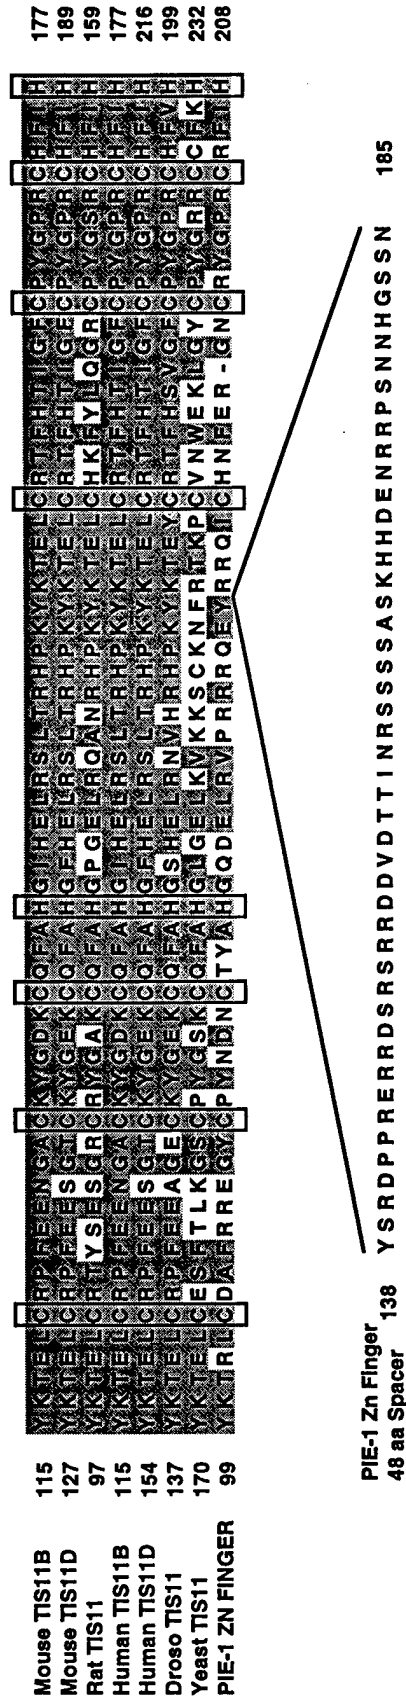 Mouse TIS11B 115 YKTELCRPFEENGACKYGDKCQFAHGIHELRSLTRHPKYKTELCRTFHTIGFCPYGPRCHFIH 177
Mouse TIS11D 127 YKTELCRPFEESGTCKYGEKCQFAHGFHELRSLTRHPKYKTELCRTFHTIGFCPYGPRCHFIH 189
Rat TIS11 97 YKTELCRTYSESGRCRYGAKCQFAHGPGELRQANRHPKYKTELCHKFYLQGRCPYGSRCHFIH 159
Human TIS11B 115 YKTELCRPFEENGACKYGDKCQFAHGIHELRSLTRHPKYKTELCRTFHTIGFCPYGPRCHFIH 177
Human TIS11D 154 YKTELCRPFEESGTCKYGEKCQFAHGFHELRSLTRHPKYKTELCRTFHTIGFCPYGPRCHFIH 216
Droso TIS11 137 YKTELCRPFEEAGECKYGEKCQFAHGSHELRNVHRHPKYKTEYCRTFHSVGFCPYGPRCHFVH 199
Yeast TIS11 170 YKTELCESFTLKGSCPYGSKCQFAHGLGELKVKKSCKNFRTKPCVNWEKLGYCPYGRRCCFKH 232
PIE-1 ZN FINGER 99 YKTRLCDAFRREGYCPYNDNCTYAHGQDELRVPRRRQEYRRQICHNFER-GNCRYGPRCRFIH 208
PIE-1 Zn Finger
48 aa Spacer 138 YSRDPPRERRDSRSRRDDVDTTINRSSSSASKHHDENRRPSNNHGSSN 185